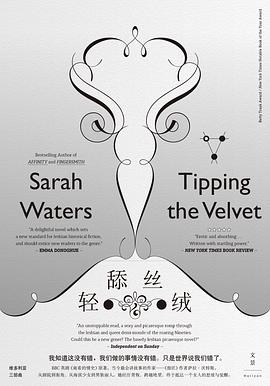 Betty Trask Award / New York Times Notable Book of the Year Award
Bestselling Author of
AFFINITY and FINGERSMITH
Sarah
Waters
Tipping
the Velvet
"A delightful novel which sets
a new standard for lesbian historical fiction,
and should entice new readers to the genre."
— EMMA DONOGHUE —
"Erotic and absorbing ...
Written with startling power."
— NEW YORK TIMES BOOK REVIEW —
舔 丝
轻 绒
"An unstoppable read, a sexy and picaresque romp through
the lesbian and queer demi-monde of the roaring Nineties.
Could this be a new genre? The bawdy lesbian picaresque novel?"
— Independent on Sunday —
我知道这没有错，我们做的事情没有错。只是世界说我们错了。
维多利亚
三部曲
文
景
Horizon